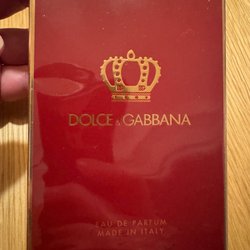 DOLCE & GABBANA
EAU DE PARFUM
MADE IN ITALY